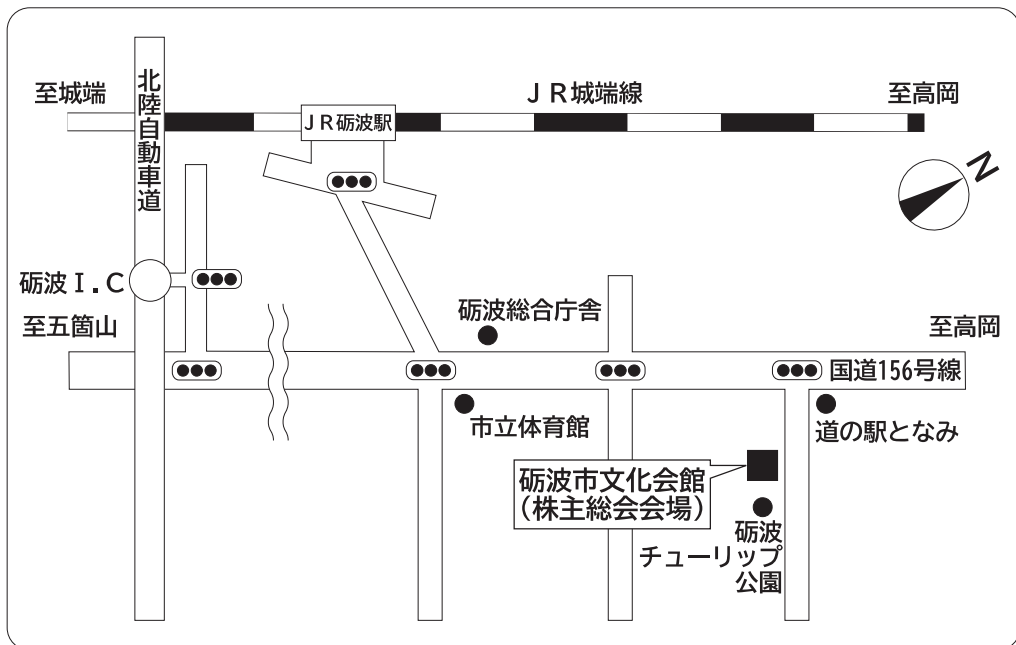 至城端
北陸自動車道
ＪＲ城端線
至高岡
ＪＲ砺波駅
N
砺波Ｉ.Ｃ
至五箇山
砺波総合庁舎
至高岡
国道156号線
市立体育館
道の駅となみ
砺波市文化会館
（株主総会会場）
砺波
チューリップ
公園